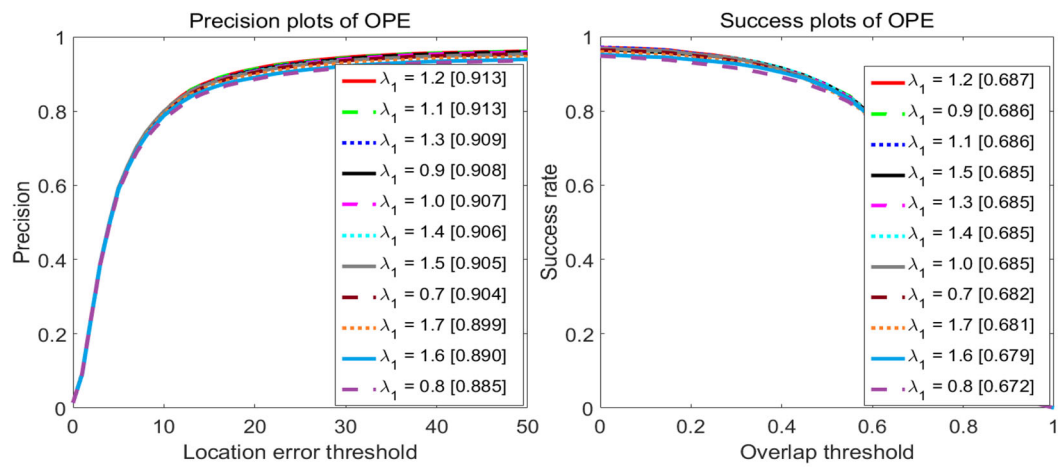 Precision plots of OPE
1
0.8
0.6
0.4
0.2
0
Precision
0 10 20 30 40 50
Location error threshold
λ1 = 1.2 [0.913]
λ1 = 1.1 [0.913]
λ1 = 1.3 [0.909]
λ1 = 0.9 [0.908]
λ1 = 1.0 [0.907]
λ1 = 1.4 [0.906]
λ1 = 1.5 [0.905]
λ1 = 0.7 [0.904]
λ1 = 1.7 [0.899]
λ1 = 1.6 [0.890]
λ1 = 0.8 [0.885]
Success plots of OPE
1
0.8
0.6
0.4
0.2
0
Success rate
0 0.2 0.4 0.6 0.8 1
Overlap threshold
λ1 = 1.2 [0.687]
λ1 = 0.9 [0.686]
λ1 = 1.1 [0.686]
λ1 = 1.5 [0.685]
λ1 = 1.3 [0.685]
λ1 = 1.4 [0.685]
λ1 = 1.0 [0.685]
λ1 = 0.7 [0.682]
λ1 = 1.7 [0.681]
λ1 = 1.6 [0.679]
λ1 = 0.8 [0.672]